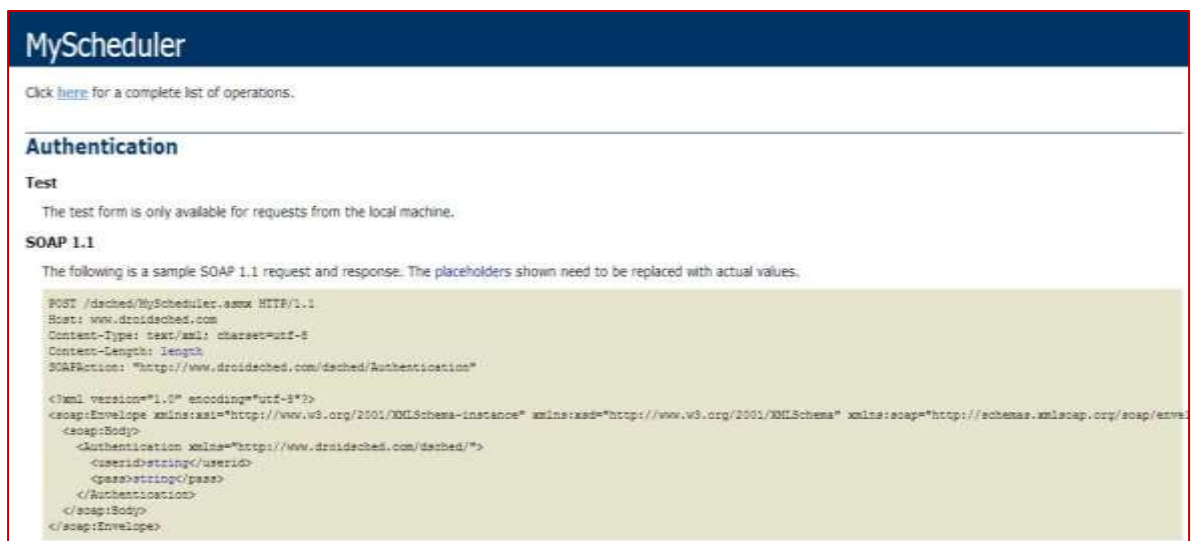 MyScheduler
Click here for a complete list of operations.
Authentication
Test
The test form is only available for requests from the local machine.
SOAP 1.1
The following is a sample SOAP 1.1 request and response. The placeholders shown need to be replaced with actual values.
POST /dsched/MyScheduler.asmx HTTP/1.1
Host: www.droidsched.com
Content-Type: text/xml; charset=utf-8
Content-Length: length
SOAPAction: "http://www.droidsched.com/dsched/Authentication"
<?xml version="1.0" encoding="utf-8"?>
<soap:Envelope xmlns:xsi="http://www.w3.org/2001/XMLSchema-instance" xmlns:xsd="http://www.w3.org/2001/XMLSchema" xmlns:soap="http://schemas.xmlsoap.org/soap/envel
<soap:Body>
<Authentication xmlns="http://www.droidsched.com/dsched/">
<userid>string</userid>
<pass>string</pass>
</Authentication>
</soap:Body>
</soap:Envelope>